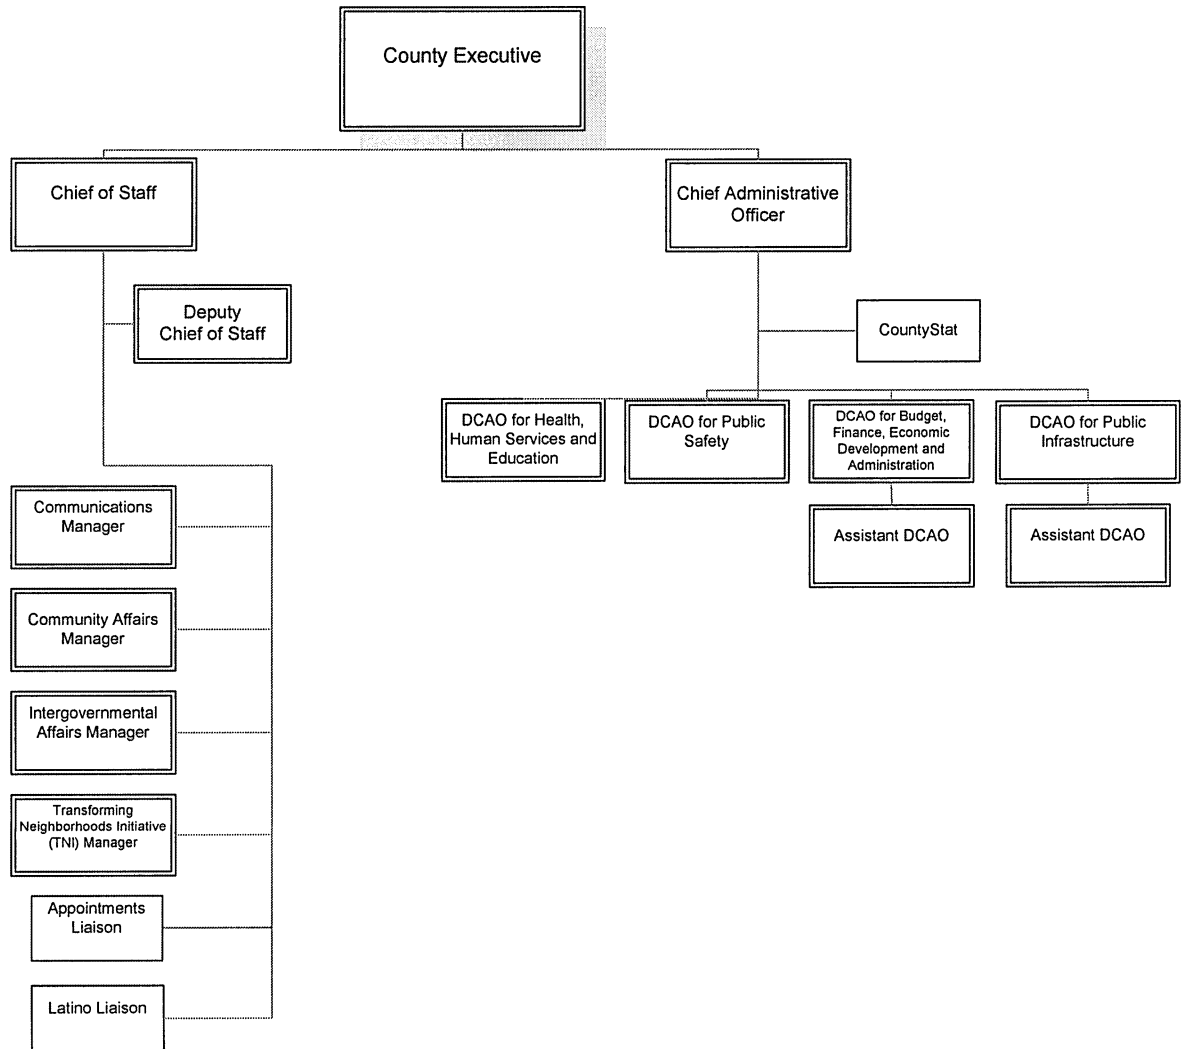 County Executive
Chief of Staff
Chief Administrative
Officer
Deputy
Chief of Staff
CountyStat
DCAO for Health,
Human Services and
Education
DCAO for Public
Safety
DCAO for Budget,
Finance, Economic
Development and
Administration
DCAO for Public
Infrastructure
Assistant DCAO
Assistant DCAO
Communications
Manager
Community Affairs
Manager
Intergovernmental
Affairs Manager
Transforming
Neighborhoods Initiative
(TNI) Manager
Appointments
Liaison
Latino Liaison